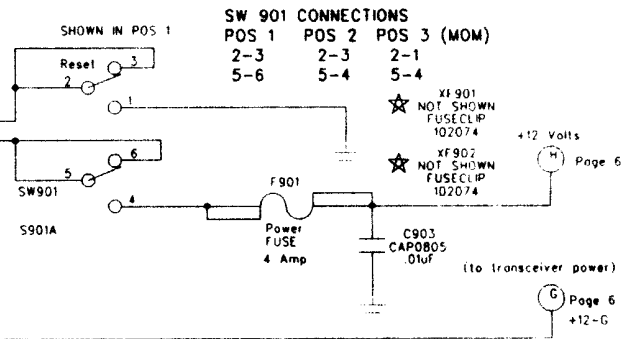 SW 901 CONNECTIONS
SHOWN IN POS 1
POS 1 POS 2 POS 3 (MOM)
2-3 2-3 2-1
5-6 5-4 5-4
Reset
3
2
1
XF901
NOT SHOWN
FUSECLIP
102074
+12 Volts
H
Page 6
XF902
NOT SHOWN
FUSECLIP
102074
6
5
SW901
4
S901A
F901
Power
FUSE
4 Amp
C903
CAP0805
.01uF
(to transceiver power)
G
Page 6
+12-G